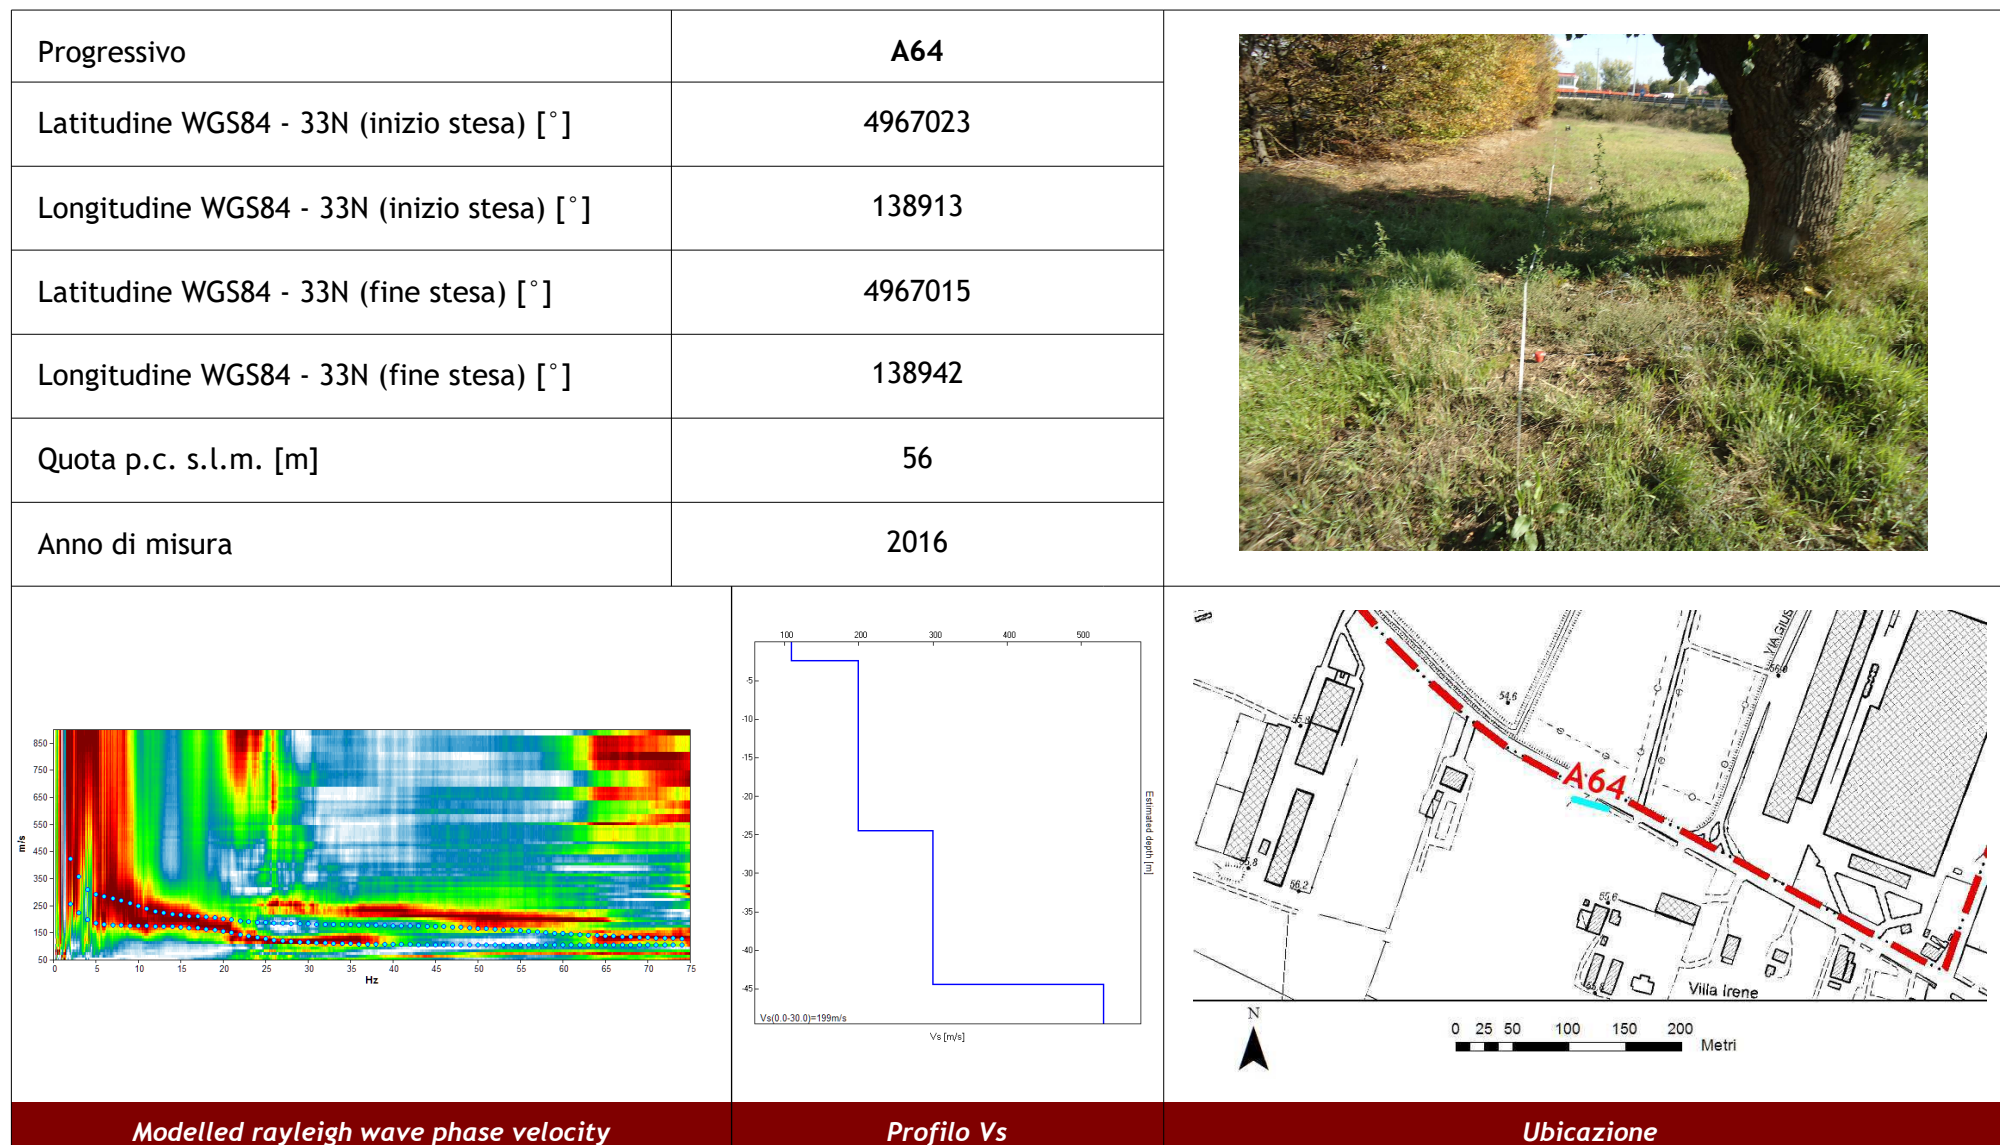 Progressivo
A64
Latitudine WGS84 - 33N (inizio stesa) [°]
4967023
Longitudine WGS84 - 33N (inizio stesa) [°]
138913
Latitudine WGS84 - 33N (fine stesa) [°]
4967015
Longitudine WGS84 - 33N (fine stesa) [°]
138942
Quota p.c. s.l.m. [m]
56
Anno di misura
2016
850
750
650
550
450
350
250
150
50
m/s
0 5 10 15 20 25 30 35 40 45 50 55 60 65 70 75
Hz
100 200 300 400 500
-5
-10
-15
-20
-25
-30
-35
-40
-45
Estimated depth [m]
Vs(0.0-30.0)=199m/s
Vs [m/s]
VIA GIUS
54,6
A64
56,2
Villa Irene
N
0 25 50 100 150 200
Metri
Modelled rayleigh wave phase velocity
Profilo Vs
Ubicazione